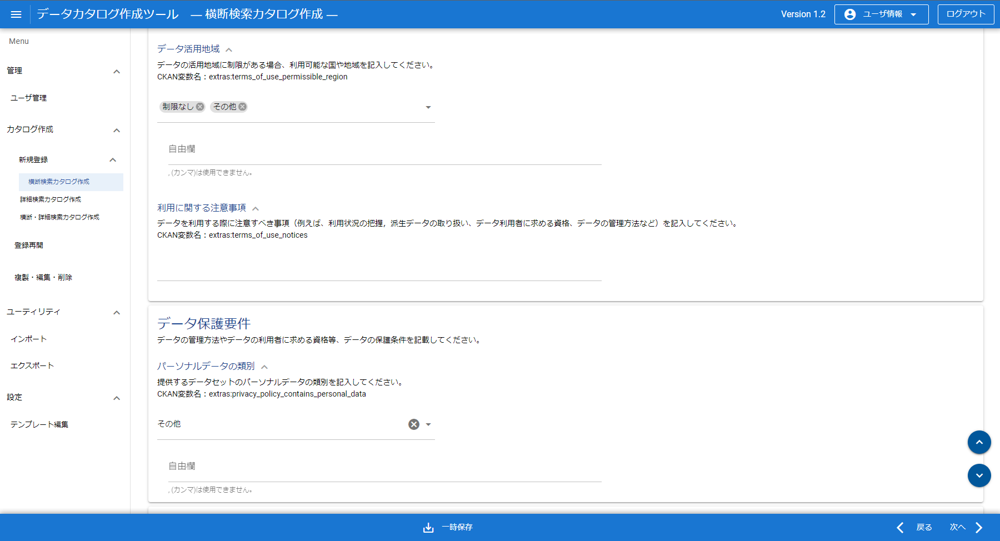 データカタログ作成ツール ― 横断検索カタログ作成 ―
Version 1.2
ユーザ情報
ログアウト
Menu
管理
ユーザ管理
カタログ作成
新規登録
横断検索カタログ作成
詳細検索カタログ作成
横断・詳細検索カタログ作成
登録再開
複製・編集・削除
ユーティリティ
インポート
エクスポート
設定
テンプレート編集
データ活用地域
データの活用地域に制限がある場合、利用可能な国や地域を記入してください。
CKAN変数名：extras:terms_of_use_permissible_region
制限なし その他
自由欄
, (カンマ)は使用できません。
利用に関する注意事項
データを利用する際に注意すべき事項（例えば、利用状況の把握，派生データの取り扱い、データ利用者に求める資格、データの管理方法など）を記入してください。
CKAN変数名：extras:terms_of_use_notices
データ保護要件
データの管理方法やデータの利用者に求める資格等、データの保護条件を記載してください。
パーソナルデータの類別
提供するデータセットのパーソナルデータの類別を記入してください。
CKAN変数名：extras:privacy_policy_contains_personal_data
その他
自由欄
, (カンマ)は使用できません。
一時保存
戻る
次へ